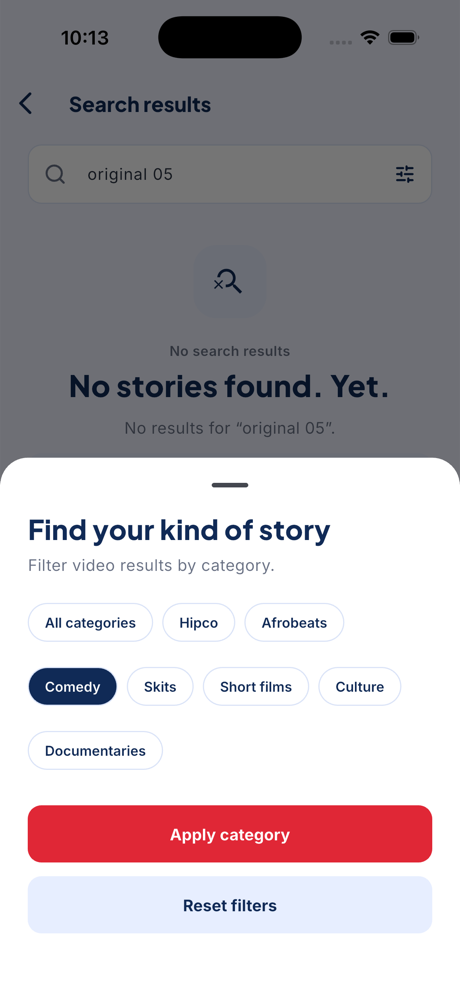 10:13
Search results
original 05
No search results
No stories found. Yet.
No results for “original 05”.
Find your kind of story
Filter video results by category.
All categories Hipco Afrobeats
Comedy Skits Short films Culture
Documentaries
Apply category
Reset filters